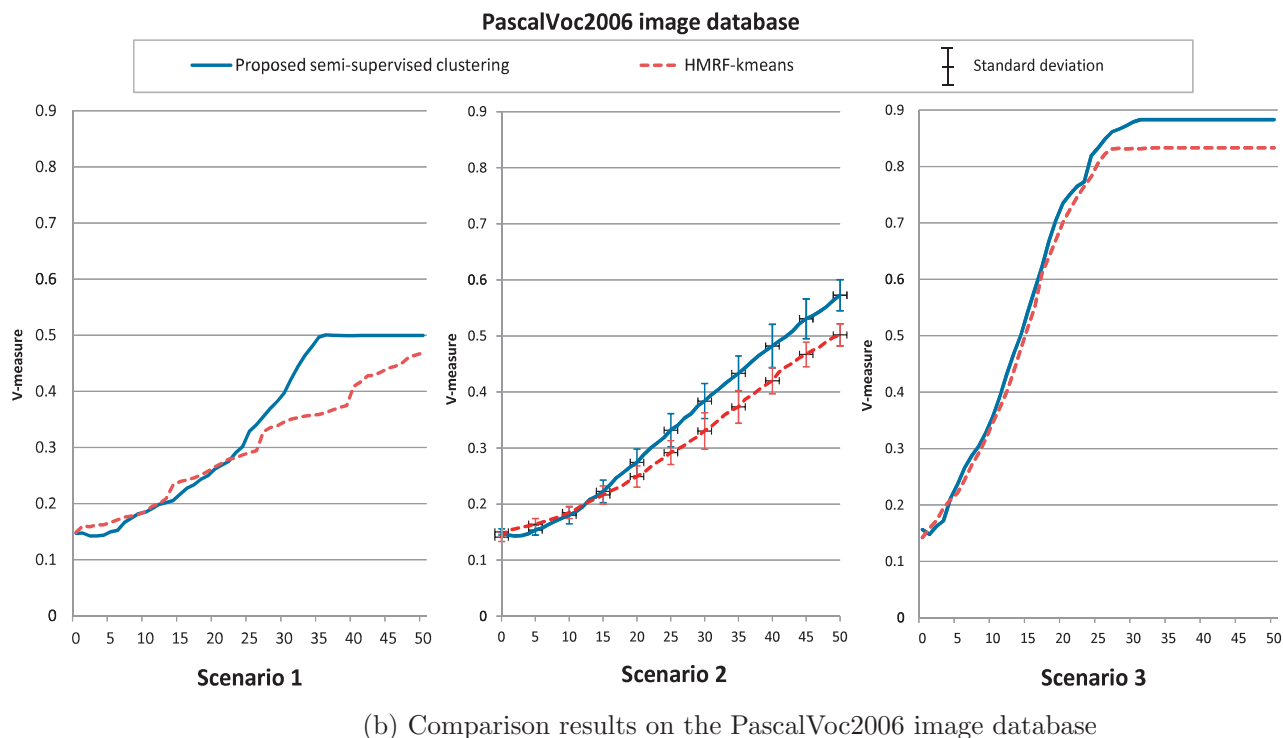 PascalVoc2006 image database
Proposed semi-supervised clustering HMRF-kmeans Standard deviation
V-measure
0.9
0.8
0.7
0.6
0.5
0.4
0.3
0.2
0.1
0
0 5 10 15 20 25 30 35 40 45 50
Scenario 1
V-measure
0.9
0.8
0.7
0.6
0.5
0.4
0.3
0.2
0.1
0
0 5 10 15 20 25 30 35 40 45 50
Scenario 2
V-measure
0.9
0.8
0.7
0.6
0.5
0.4
0.3
0.2
0.1
0
0 5 10 15 20 25 30 35 40 45 50
Scenario 3
(b) Comparison results on the PascalVoc2006 image database